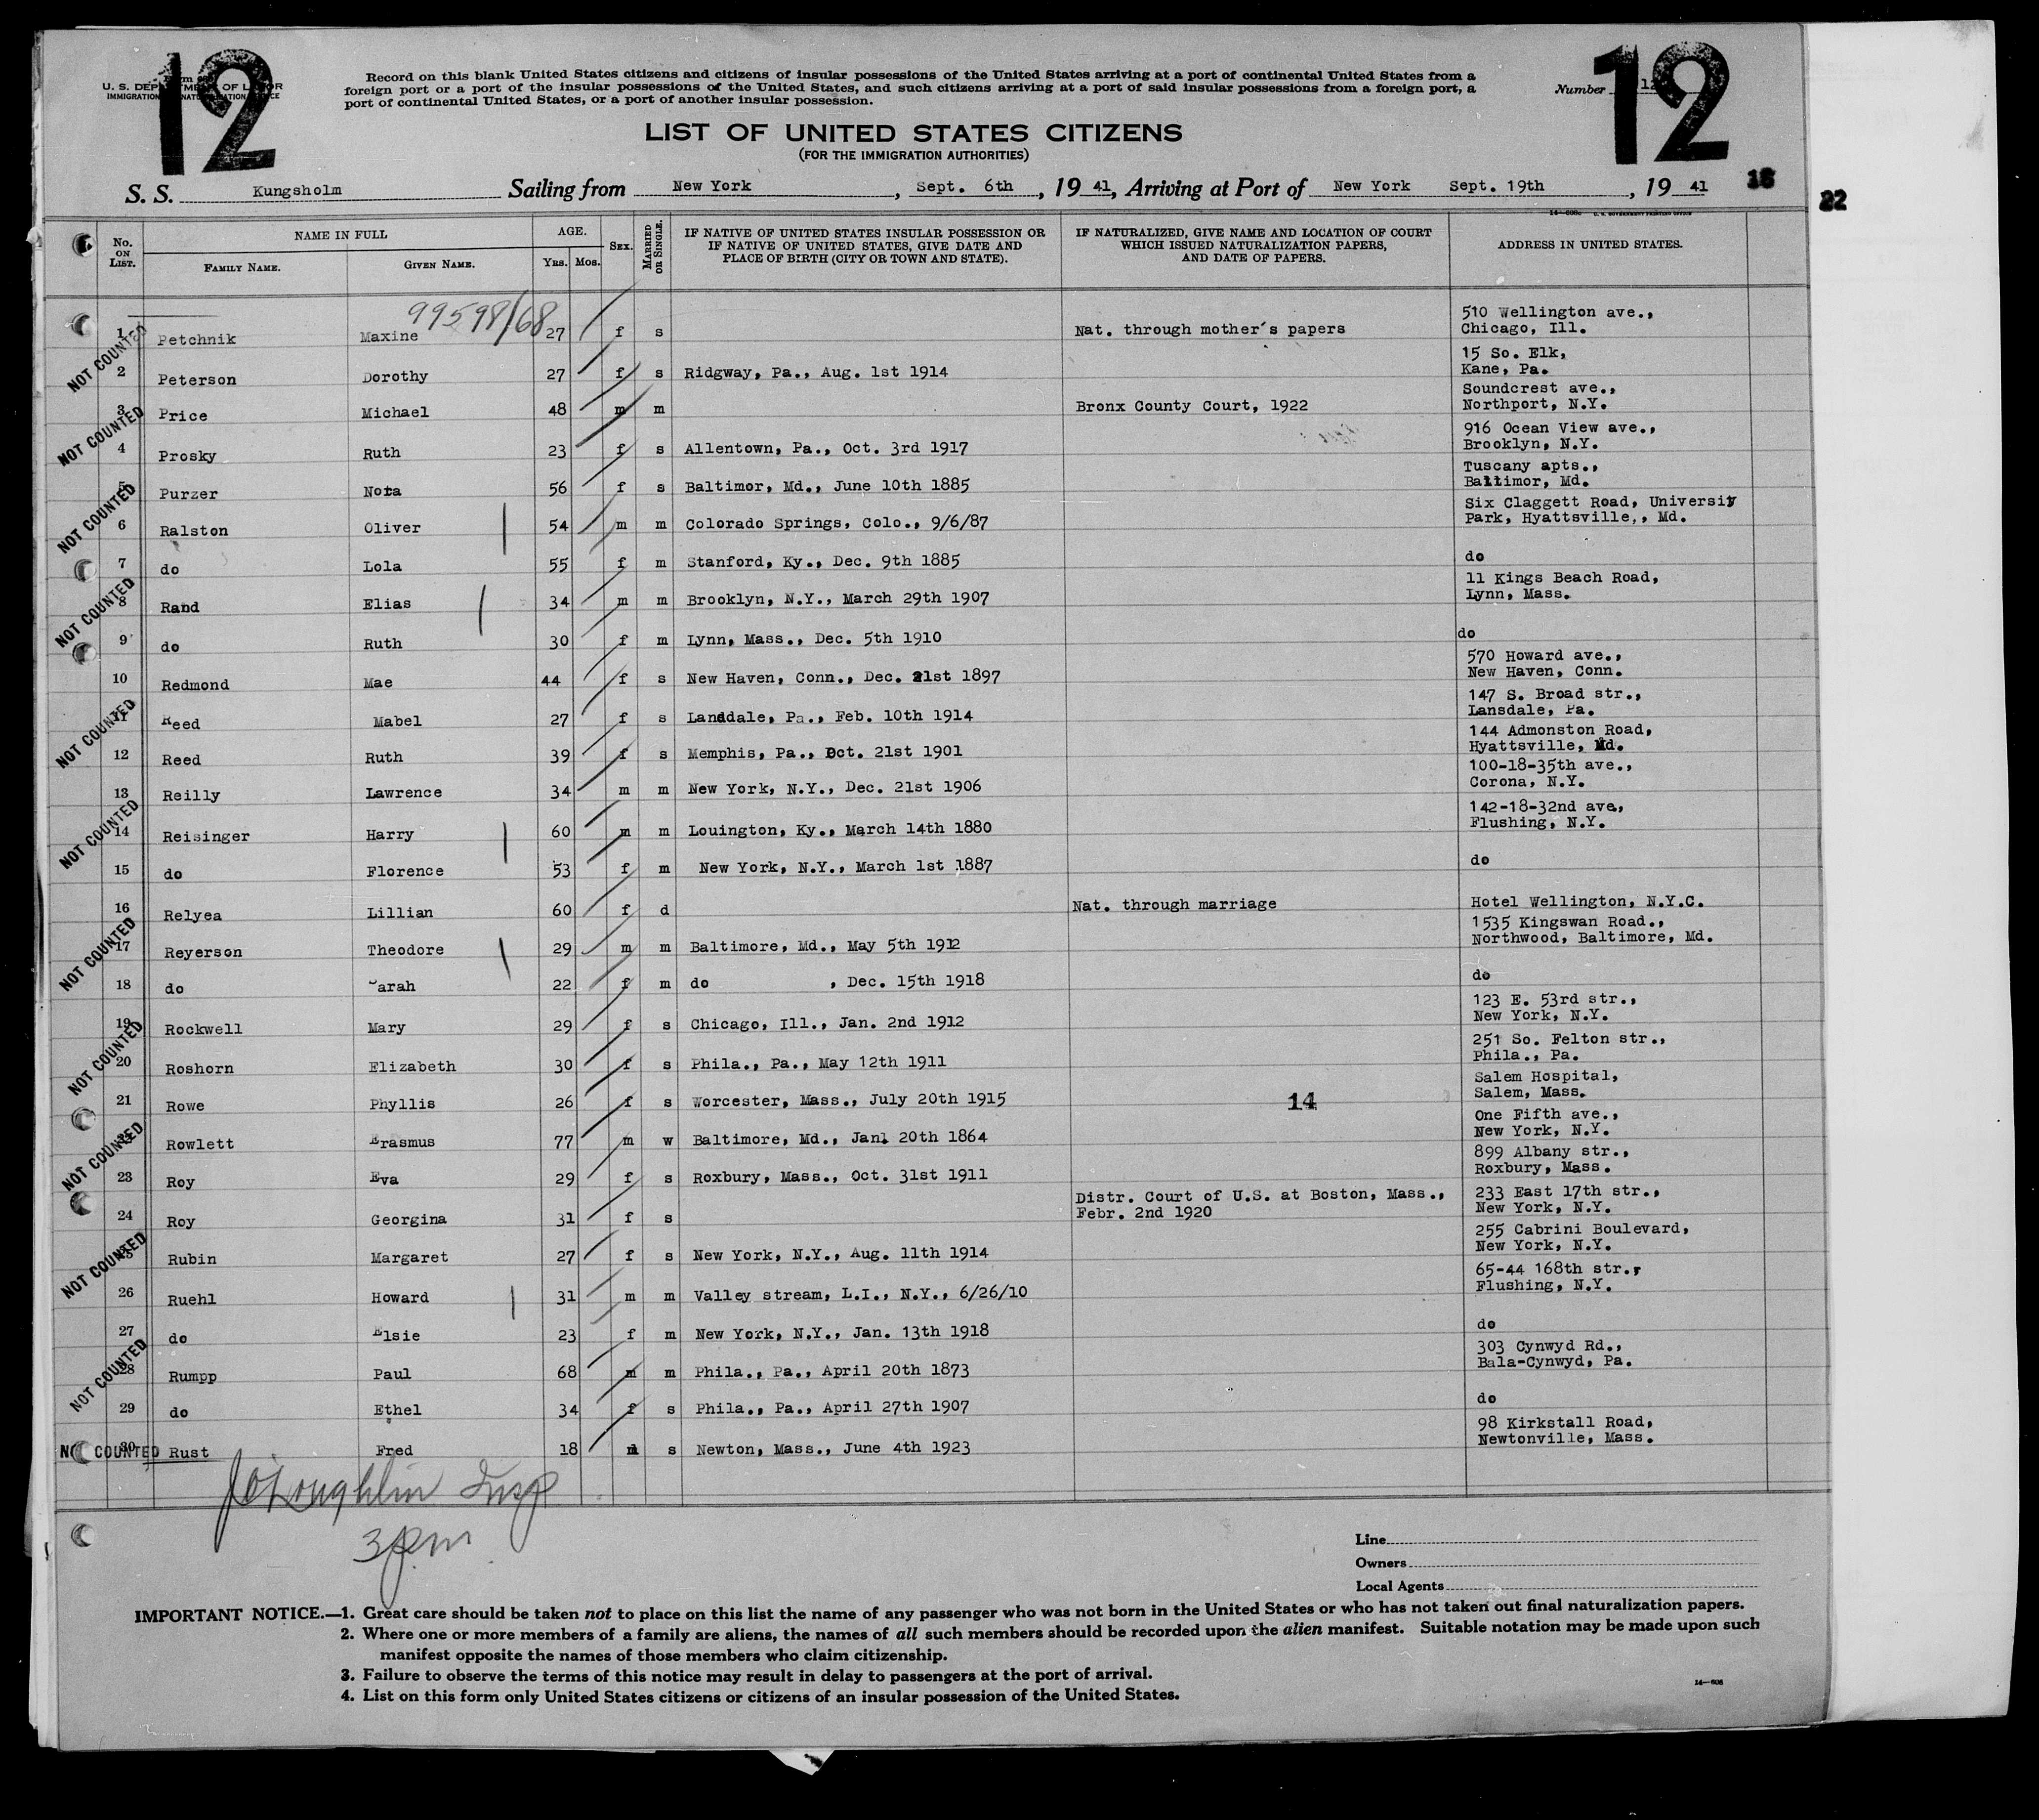 12
12
U. S. DEPARTMENT OF LABOR
IMMIGRATION
Record on this blank United States citizens and citizens of insular possessions of the United States arriving at a port of continental United States from a
foreign port or a port of the insular possessions of the United States, and such citizens arriving at a port of said insular possessions from a foreign port, a
port of continental United States, or a port of another insular possession.
Number 12
LIST OF UNITED STATES CITIZENS
(FOR THE IMMIGRATION AUTHORITIES)
S. S. Kungsholm Sailing from New York, Sept. 6th, 19 41, Arriving at Port of New York Sept. 19th, 19 41
22
No. ON LIST. NAME IN FULL AGE. SEX. MARRIED OR SINGLE. IF NATIVE OF UNITED STATES INSULAR POSSESSION OR IF NATIVE OF UNITED STATES, GIVE DATE AND PLACE OF BIRTH (CITY OR TOWN AND STATE). IF NATURALIZED, GIVE NAME AND LOCATION OF COURT WHICH ISSUED NATURALIZATION PAPERS, AND DATE OF PAPERS. ADDRESS IN UNITED STATES.
FAMILY NAME. GIVEN NAME. YRS. MOS.
99598/68
1 Petchnik Maxine 27 f s Nat. through mother's papers 510 Wellington ave., Chicago, Ill.
NOT COUNTED
2 Peterson Dorothy 27 f s Ridgway, Pa., Aug. 1st 1914 15 So. Elk, Kane, Pa.
3 Price Michael 48 m m Bronx County Court, 1922 Soundcrest ave., Northport, N.Y.
NOT COUNTED
4 Prosky Ruth 23 f s Allentown, Pa., Oct. 3rd 1917 916 Ocean View ave., Brooklyn, N.Y.
5 Purzer Nota 56 f s Baltimor, Md., June 10th 1885 Tuscany apts., Baltimor, Md.
NOT COUNTED
6 Ralston Oliver 54 m m Colorado Springs, Colo., 9/6/87 Six Claggett Road, University Park, Hyattsville,, Md.
7 do Lola 55 f m Stanford, Ky., Dec. 9th 1885 do
8 Rand Elias 34 m m Brooklyn, N.Y., March 29th 1907 11 Kings Beach Road, Lynn, Mass.
NOT COUNTED
9 do Ruth 30 f m Lynn, Mass., Dec. 5th 1910 do
10 Redmond Mae 44 f s New Haven, Conn., Dec. 21st 1897 570 Howard ave., New Haven, Conn.
11 Reed Mabel 27 f s Landdale, Pa., Feb. 10th 1914 147 S. Broad str., Lansdale, Pa.
NOT COUNTED
12 Reed Ruth 39 f s Memphis, Pa., Oct. 21st 1901 144 Admonston Road, Hyattsville, Md.
13 Reilly Lawrence 34 m m New York, N.Y., Dec. 21st 1906 100-18-35th ave., Corona, N.Y.
NOT COUNTED
14 Reisinger Harry 60 m m Louington, Ky., March 14th 1880 142-18-32nd ave, Flushing, N.Y.
15 do Florence 53 f m New York, N.Y., March 1st 1887 do
16 Relyea Lillian 60 f d Nat. through marriage Hotel Wellington, N.Y.C.
NOT COUNTED
17 Reyerson Theodore 29 m m Baltimore, Md., May 5th 1912 1535 Kingswan Road., Northwood, Baltimore, Md.
18 do Sarah 22 f m do , Dec. 15th 1918 do
19 Rockwell Mary 29 f s Chicago, Ill., Jan. 2nd 1912 123 E. 53rd str., New York, N.Y.
NOT COUNTED
20 Roshorn Elizabeth 30 f s Phila., Pa., May 12th 1911 251 So. Felton str., Phila., Pa.
21 Rowe Phyllis 26 f s Worcester, Mass., July 20th 1915 14 Salem Hospital, Salem, Mass.
22 Rowlett Erasmus 77 m w Baltimore, Md., Jan. 20th 1864 One Fifth ave., New York, N.Y.
NOT COUNTED
23 Roy Eva 29 f s Roxbury, Mass., Oct. 31st 1911 899 Albany str., Roxbury, Mass.
24 Roy Georgina 31 f s Distr. Court of U.S. at Boston, Mass., Febr. 2nd 1920 233 East 17th str., New York, N.Y.
25 Rubin Margaret 27 f s New York, N.Y., Aug. 11th 1914 255 Cabrini Boulevard, New York, N.Y.
NOT COUNTED
26 Ruehl Howard 31 m m Valley stream, L.I., N.Y., 6/26/10 65-44 168th str., Flushing, N.Y.
27 do Elsie 23 f m New York, N.Y., Jan. 13th 1918 do
28 Rumpp Paul 68 m m Phila., Pa., April 20th 1873 303 Cynwyd Rd., Bala-Cynwyd, Pa.
NOT COUNTED
29 do Ethel 34 f s Phila., Pa., April 27th 1907 do
30 Rust Fred 18 m s Newton, Mass., June 4th 1923 98 Kirkstall Road, Newtonville, Mass.
NOT COUNTED
J O'Loughlin Insp
3 pm
Line
Owners
Local Agents
IMPORTANT NOTICE.—1. Great care should be taken not to place on this list the name of any passenger who was not born in the United States or who has not taken out final naturalization papers.
2. Where one or more members of a family are aliens, the names of all such members should be recorded upon the alien manifest. Suitable notation may be made upon such
manifest opposite the names of those members who claim citizenship.
3. Failure to observe the terms of this notice may result in delay to passengers at the port of arrival.
4. List on this form only United States citizens or citizens of an insular possession of the United States.
14—606